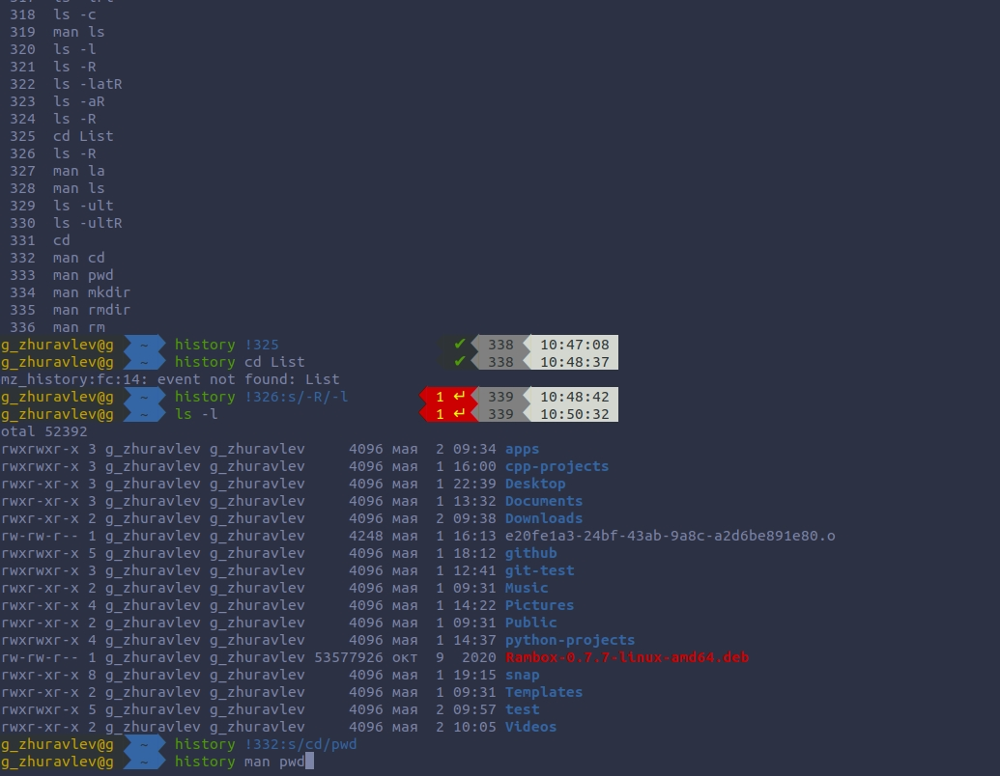 317  ls -lrt
318  ls -c
319  man ls
320  ls -l
321  ls -R
322  ls -latR
323  ls -aR
324  ls -R
325  cd List
326  ls -R
327  man la
328  man ls
329  ls -ult
330  ls -ultR
331  cd
332  man cd
333  man pwd
334  man mkdir
335  man rmdir
336  man rm
g_zhuravlev@g ~ history !325 ✔ 338 10:47:08
g_zhuravlev@g ~ history cd List ✔ 338 10:48:37
mz_history:fc:14: event not found: List
g_zhuravlev@g ~ history !326:s/-R/-l 1 ↵ 339 10:48:42
g_zhuravlev@g ~ ls -l 1 ↵ 339 10:50:32
otal 52392
rwxrwxr-x 3 g_zhuravlev g_zhuravlev     4096 мая  2 09:34 apps
rwxrwxr-x 3 g_zhuravlev g_zhuravlev     4096 мая  1 16:00 cpp-projects
rwxrwxr-x 3 g_zhuravlev g_zhuravlev     4096 мая  1 22:39 Desktop
rwxrwxr-x 3 g_zhuravlev g_zhuravlev     4096 мая  1 13:32 Documents
rwxr-xr-x 2 g_zhuravlev g_zhuravlev     4096 мая  2 09:38 Downloads
rw-rw-r-- 1 g_zhuravlev g_zhuravlev     4248 мая  1 16:13 e20fe1a3-24bf-43ab-9a8c-a2d6be891e80.o
rwxrwxr-x 5 g_zhuravlev g_zhuravlev     4096 мая  1 18:12 github
rwxrwxr-x 3 g_zhuravlev g_zhuravlev     4096 мая  1 12:41 git-test
rwxr-xr-x 2 g_zhuravlev g_zhuravlev     4096 мая  1 09:31 Music
rwxr-xr-x 4 g_zhuravlev g_zhuravlev     4096 мая  1 14:22 Pictures
rwxr-xr-x 2 g_zhuravlev g_zhuravlev     4096 мая  1 09:31 Public
rwxrwxr-x 4 g_zhuravlev g_zhuravlev     4096 мая  1 14:37 python-projects
rw-rw-r-- 1 g_zhuravlev g_zhuravlev 53577926 окт  9  2020 Rambox-0.7.7-linux-amd64.deb
rwxr-xr-x 8 g_zhuravlev g_zhuravlev     4096 мая  1 19:15 snap
rwxr-xr-x 2 g_zhuravlev g_zhuravlev     4096 мая  1 09:31 Templates
rwxrwxr-x 5 g_zhuravlev g_zhuravlev     4096 мая  2 09:57 test
rwxr-xr-x 2 g_zhuravlev g_zhuravlev     4096 мая  2 10:05 Videos
g_zhuravlev@g ~ history !332:s/cd/pwd
g_zhuravlev@g ~ history man pwd